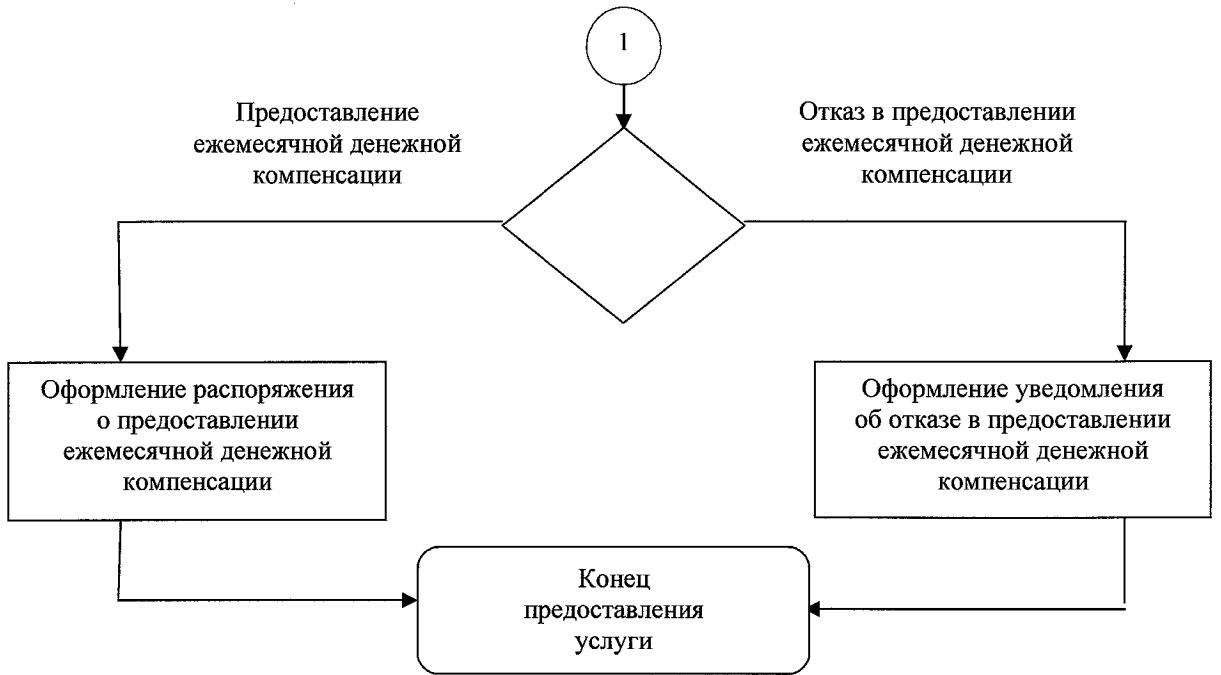 1
Предоставление
ежемесячной денежной
компенсации
Отказ в предоставлении
ежемесячной денежной
компенсации
Оформление распоряжения
о предоставлении
ежемесячной денежной
компенсации
Оформление уведомления
об отказе в предоставлении
ежемесячной денежной
компенсации
Конец
предоставления
услуги